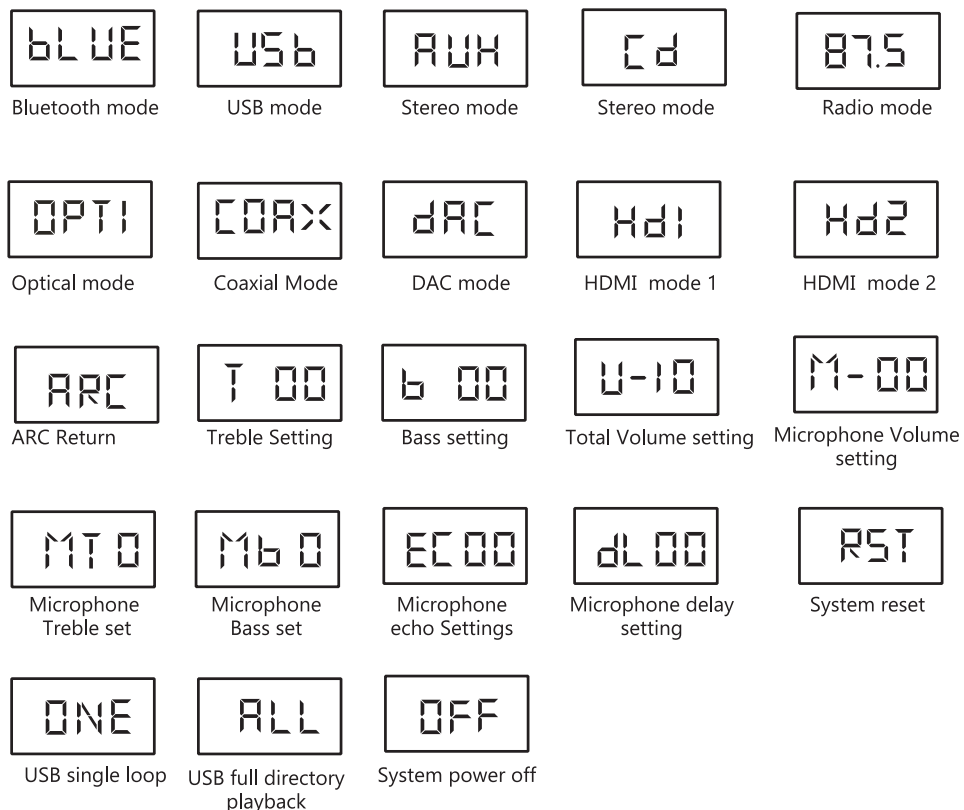 bLUE USb AUX Cd 87.5
Bluetooth mode USB mode Stereo mode Stereo mode Radio mode
OPTI COAX dAC Hd1 Hd2
Optical mode Coaxial Mode DAC mode HDMI mode 1 HDMI mode 2
ARC T 00 b 00 U-10 M-00
ARC Return Treble Setting Bass setting Total Volume setting Microphone Volume
setting
MT0 Mb0 EC00 dL00 RST
Microphone Microphone Microphone Microphone delay System reset
Treble set Bass set echo Settings setting
ONE ALL OFF
USB single loop USB full directory System power off
playback